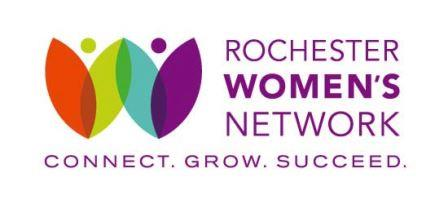 ROCHESTER
WOMEN'S
NETWORK
CONNECT. GROW. SUCCEED.